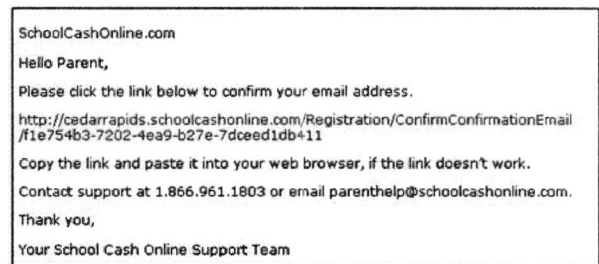 SchoolCashOnline.com
Hello Parent,
Please click the link below to confirm your email address.
http://cedarrapids.schoolcashonline.com/Registration/ConfirmConfirmationEmail
/f1e754b3-7202-4ea9-b27e-7dceed1db411
Copy the link and paste it into your web browser, if the link doesn't work.
Contact support at 1.866.961.1803 or email parenthelp@schoolcashonline.com.
Thank you,
Your School Cash Online Support Team